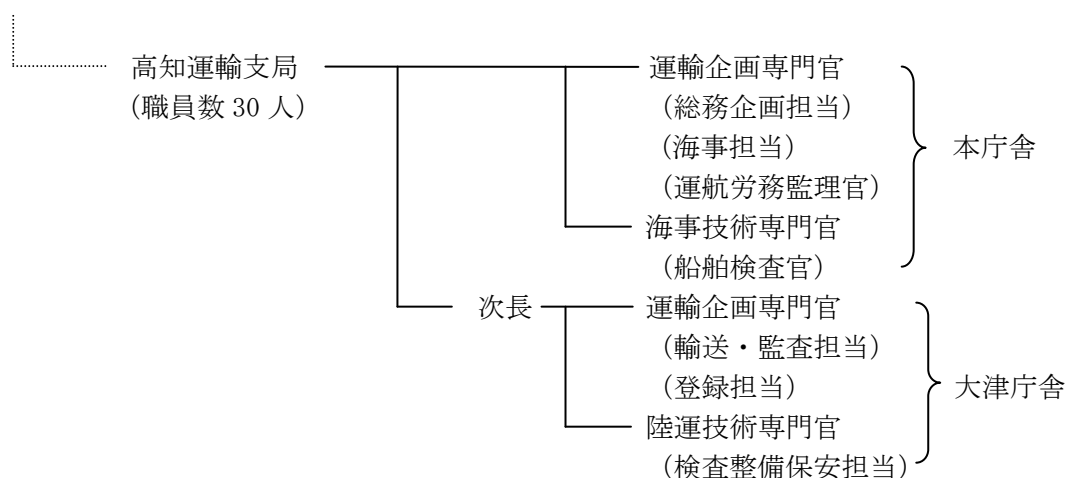 高知運輸支局
（職員数 30 人）
運輸企画専門官
（総務企画担当）
（海事担当）
（運航労務監理官）
海事技術専門官
（船舶検査官）
本庁舎
次長
運輸企画専門官
（輸送・監査担当）
（登録担当）
陸運技術専門官
（検査整備保安担当）
大津庁舎